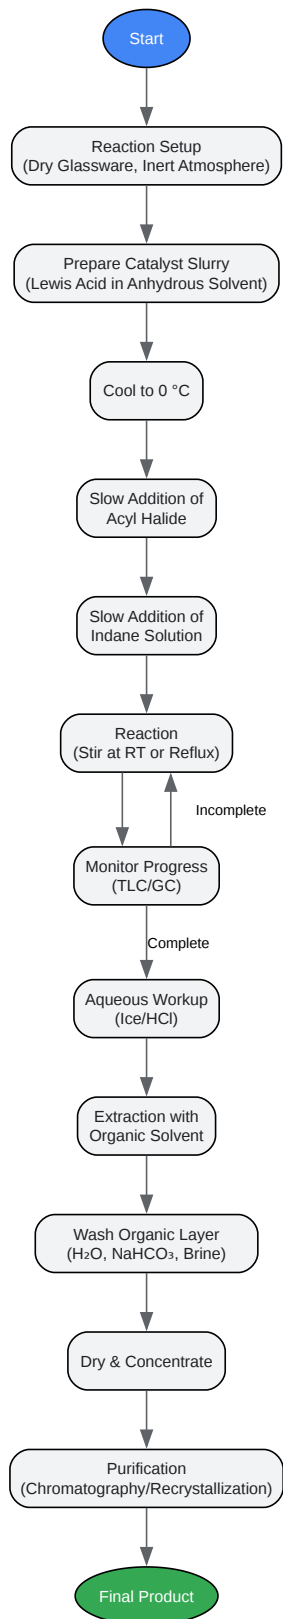 Start
Reaction Setup
(Dry Glassware, Inert Atmosphere)
Prepare Catalyst Slurry
(Lewis Acid in Anhydrous Solvent)
Cool to 0 °C
Slow Addition of
Acyl Halide
Slow Addition of
Indane Solution
Reaction
(Stir at RT or Reflux)
Incomplete
Monitor Progress
(TLC/GC)
Complete
Aqueous Workup
(Ice/HCl)
Extraction with
Organic Solvent
Wash Organic Layer
(H₂O, NaHCO₃, Brine)
Dry & Concentrate
Purification
(Chromatography/Recrystallization)
Final Product